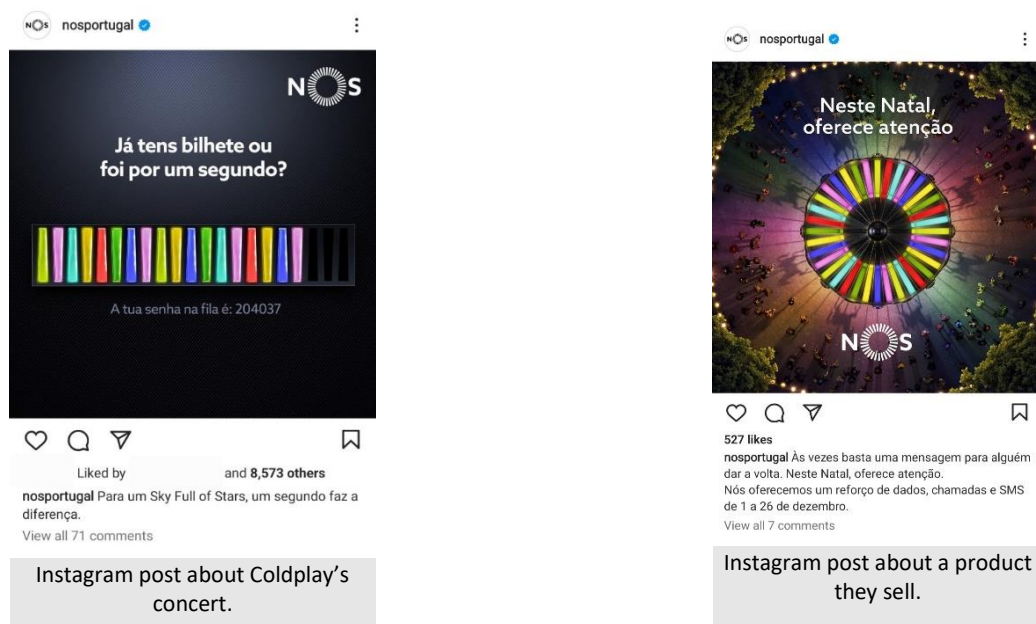 NOS nosportugal
NOS
Já tens bilhete ou
foi por um segundo?
A tua senha na fila é: 204037
Liked by and 8,573 others
nosportugal Para um Sky Full of Stars, um segundo faz a
diferença.
View all 71 comments
Instagram post about Coldplay’s
concert.
NOS nosportugal
Neste Natal,
oferece atenção
NOS
527 likes
nosportugal Às vezes basta uma mensagem para alguém
dar a volta. Neste Natal, oferece atenção.
Nós oferecemos um reforço de dados, chamadas e SMS
de 1 a 26 de dezembro.
View all 7 comments
Instagram post about a product
they sell.